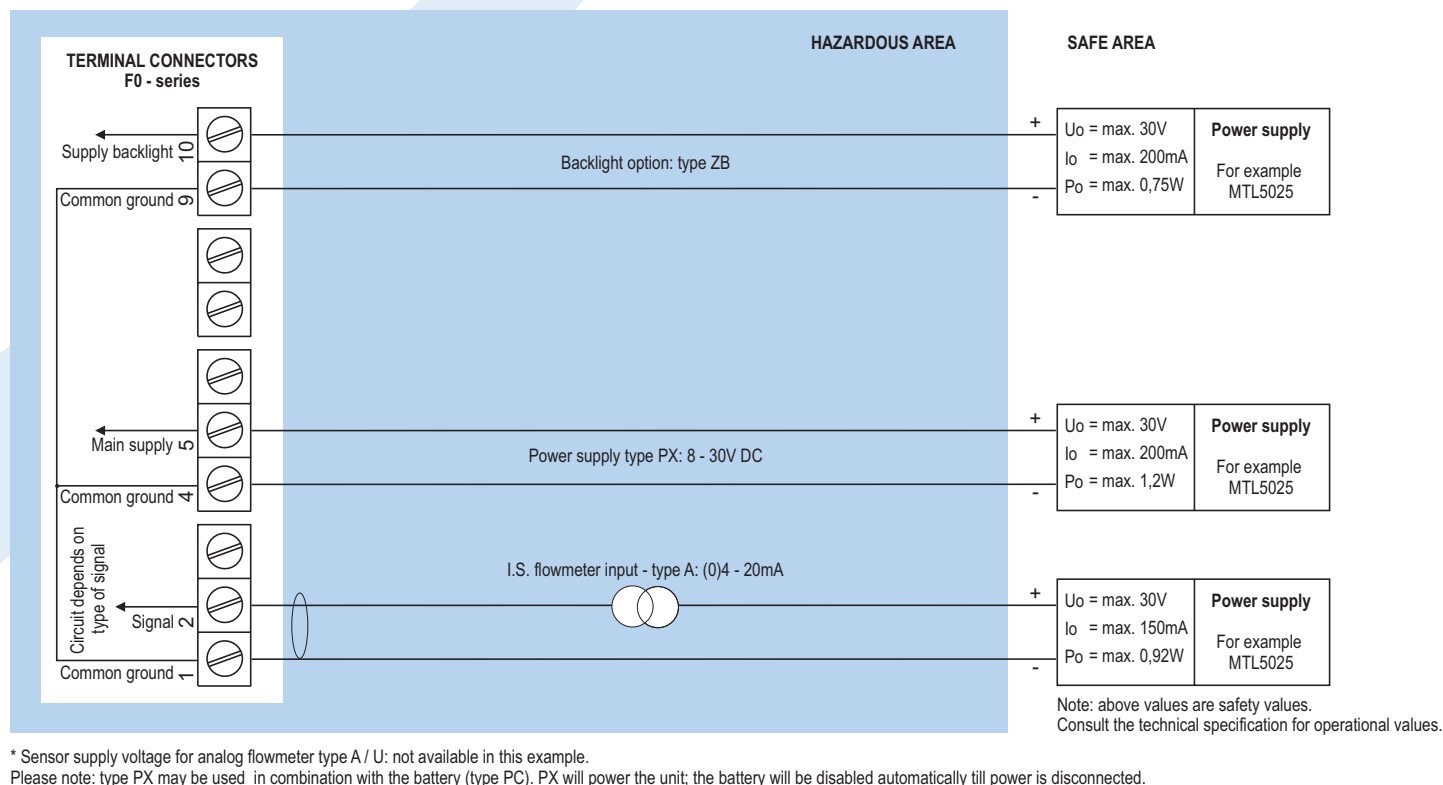 HAZARDOUS AREA
SAFE AREA
TERMINAL CONNECTORS
F0 - series
Supply backlight 10
Common ground 9
Backlight option: type ZB
+
-
Uo = max. 30V
Io = max. 200mA
Po = max. 0,75W
Power supply
For example
MTL5025
Main supply 5
Common ground 4
Power supply type PX: 8 - 30V DC
+
-
Uo = max. 30V
Io = max. 200mA
Po = max. 1,2W
Power supply
For example
MTL5025
Circuit depends on
type of signal
Signal 2
Common ground 1
I.S. flowmeter input - type A: (0)4 - 20mA
+
-
Uo = max. 30V
Io = max. 150mA
Po = max. 0,92W
Power supply
For example
MTL5025
Note: above values are safety values.
Consult the technical specification for operational values.
* Sensor supply voltage for analog flowmeter type A / U: not available in this example.
Please note: type PX may be used in combination with the battery (type PC). PX will power the unit; the battery will be disabled automatically till power is disconnected.